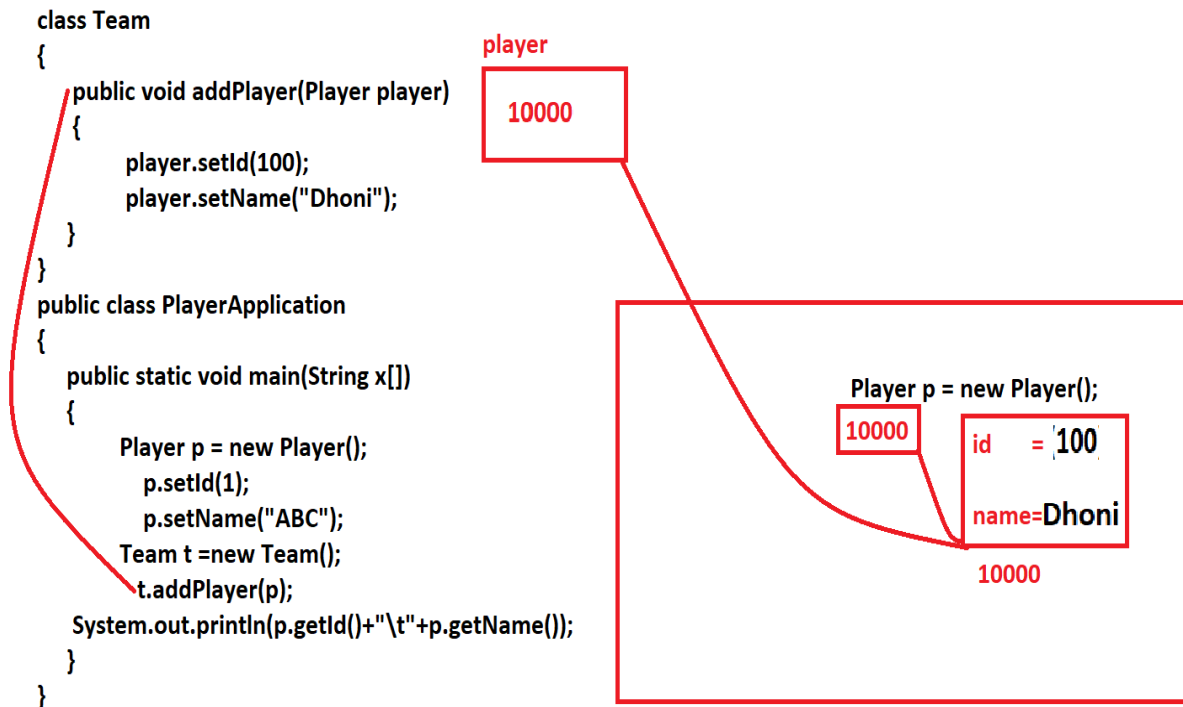 class Team
{
public void addPlayer(Player player)
{
player.setId(100);
player.setName("Dhoni");
}
}
public class PlayerApplication
{
public static void main(String x[])
{
Player p = new Player();
p.setId(1);
p.setName("ABC");
Team t =new Team();
t.addPlayer(p);
System.out.println(p.getId()+"\t"+p.getName());
}
}
player
10000
Player p = new Player();
10000
id = (100)
name=Dhoni
10000